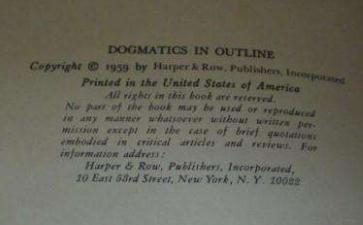 DOGMATICS IN OUTLINE
Copyright © 1959 by Harper & Row, Publishers, Incorporated
Printed in the United States of America
All rights in this book are reserved.
No part of the book may be used or reproduced
in any manner whatsoever without written per-
mission except in the case of brief quotations
embodied in critical articles and reviews. For
information address:
Harper & Row, Publishers, Incorporated,
10 East 53rd Street, New York, N. Y. 10022